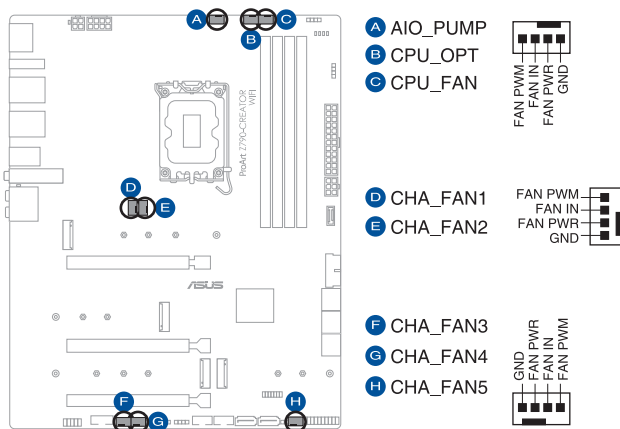 A
B
C
A AIO_PUMP
B CPU_OPT
C CPU_FAN
FAN PWM
FAN IN
FAN PWR
GND
ProArt Z790-CREATOR
WIFI
D
E
D CHA_FAN1
E CHA_FAN2
FAN PWM
FAN IN
FAN PWR
GND
ASUS
F CHA_FAN3
G CHA_FAN4
H CHA_FAN5
GND
FAN PWR
FAN IN
FAN PWM
F
G
H